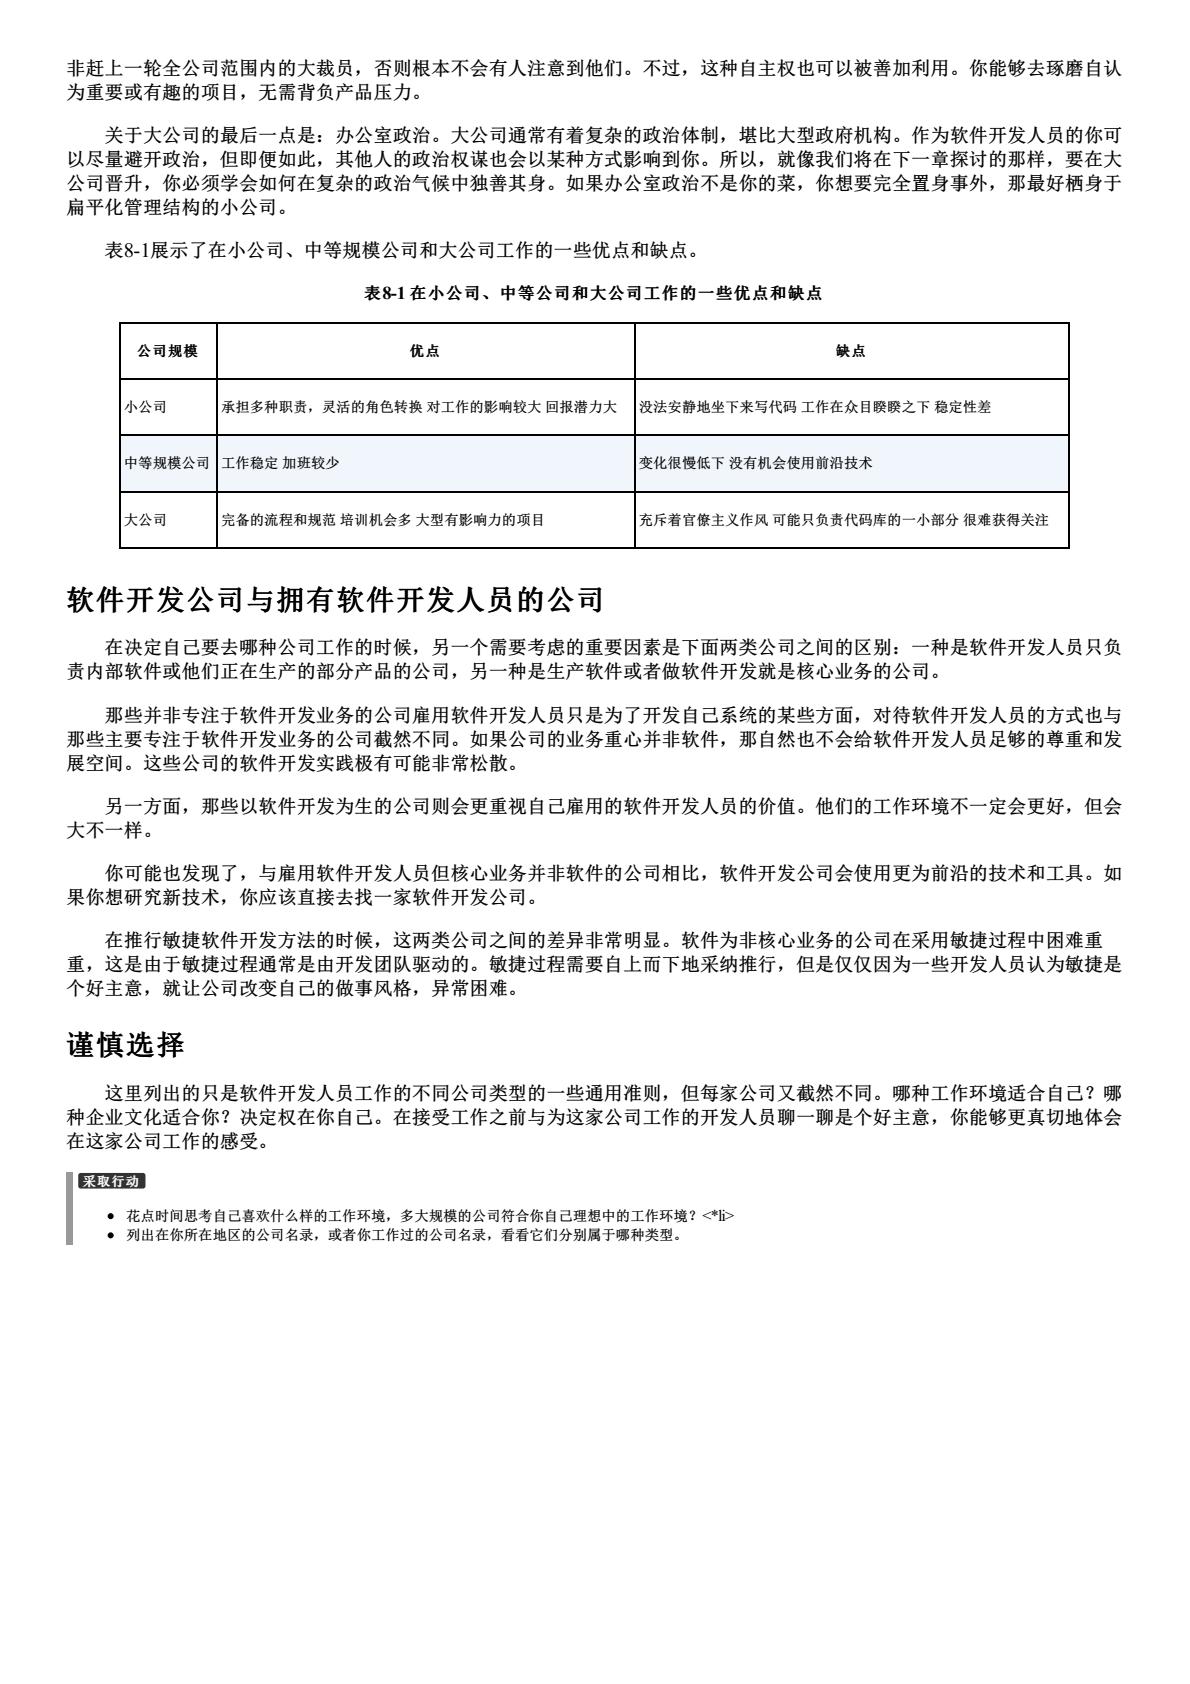 非赶上一轮全公司范围内的大裁员，否则根本不会有人注意到他们。不过，这种自主权也可以被善加利用。你能够去琢磨自认
为重要或有趣的项目，无需背负产品压力。
关于大公司的最后一点是：办公室政治。大公司通常有着复杂的政治体制，堪比大型政府机构。作为软件开发人员的你可
以尽量避开政治，但即便如此，其他人的政治权谋也会以某种方式影响到你。所以，就像我们将在下一章探讨的那样，要在大
公司晋升，你必须学会如何在复杂的政治气候中独善其身。如果办公室政治不是你的菜，你想要完全置身事外，那最好栖身于
扁平化管理结构的小公司。
表8-1展示了在小公司、中等规模公司和大公司工作的一些优点和缺点。
表8-1 在小公司、中等公司和大公司工作的一些优点和缺点
公司规模 优点 缺点
小公司 承担多种职责，灵活的角色转换 对工作的影响较大 回报潜力大 没法安静地坐下来写代码 工作在众目睽睽之下 稳定性差
中等规模公司 工作稳定 加班较少 变化很慢低下 没有机会使用前沿技术
大公司 完备的流程和规范 培训机会多 大型有影响力的项目 充斥着官僚主义作风 可能只负责代码库的一小部分 很难获得关注
软件开发公司与拥有软件开发人员的公司
在决定自己要去哪种公司工作的时候，另一个需要考虑的重要因素是下面两类公司之间的区别：一种是软件开发人员只负
责内部软件或他们正在生产的部分产品的公司，另一种是生产软件或者做软件开发就是核心业务的公司。
那些并非专注于软件开发业务的公司雇用软件开发人员只是为了开发自己系统的某些方面，对待软件开发人员的方式也与
那些主要专注于软件开发业务的公司截然不同。如果公司的业务重心并非软件，那自然也不会给软件开发人员足够的尊重和发
展空间。这些公司的软件开发实践极有可能非常松散。
另一方面，那些以软件开发为生的公司则会更重视自己雇用的软件开发人员的价值。他们的工作环境不一定会更好，但会
大不一样。
你可能也发现了，与雇用软件开发人员但核心业务并非软件的公司相比，软件开发公司会使用更为前沿的技术和工具。如
果你想研究新技术，你应该直接去找一家软件开发公司。
在推行敏捷软件开发方法的时候，这两类公司之间的差异非常明显。软件为非核心业务的公司在采用敏捷过程中困难重
重，这是由于敏捷过程通常是由开发团队驱动的。敏捷过程需要自上而下地采纳推行，但是仅仅因为一些开发人员认为敏捷是
个好主意，就让公司改变自己的做事风格，异常困难。
谨慎选择
这里列出的只是软件开发人员工作的不同公司类型的一些通用准则，但每家公司又截然不同。哪种工作环境适合自己？哪
种企业文化适合你？决定权在你自己。在接受工作之前与为这家公司工作的开发人员聊一聊是个好主意，你能够更真切地体会
在这家公司工作的感受。
采取行动
● 花点时间思考自己喜欢什么样的工作环境，多大规模的公司符合你自己理想中的工作环境？<*li>
● 列出在你所在地区的公司名录，或者你工作过的公司名录，看看它们分别属于哪种类型。